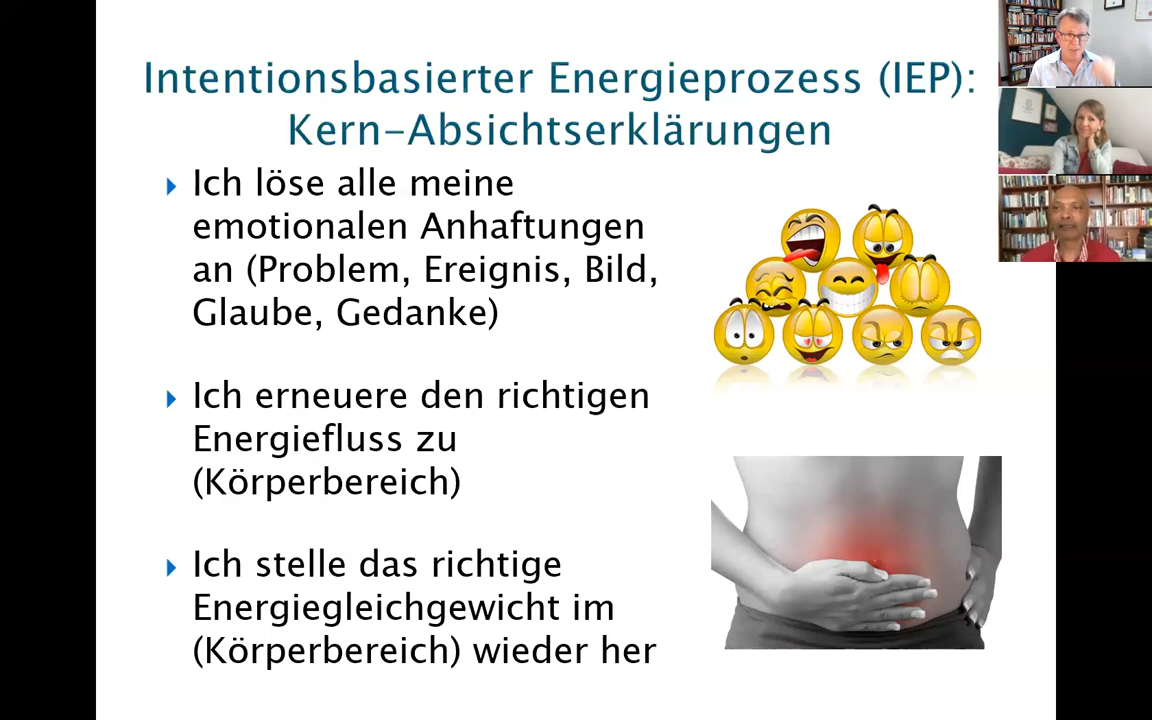 Intentionsbasierter Energieprozess (IEP):
Kern-Absichtserklärungen
Ich löse alle meine
emotionalen Anhaftungen
an (Problem, Ereignis, Bild,
Glaube, Gedanke)
Ich erneuere den richtigen
Energiefluss zu
(Körperbereich)
Ich stelle das richtige
Energiegleichgewicht im
(Körperbereich) wieder her